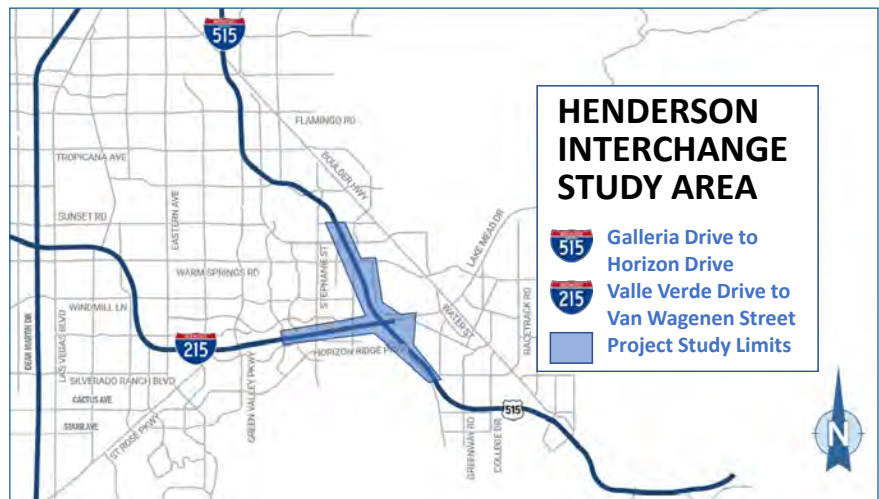 515
FLAMINGO RD
TROPICANA AVE
BOULDER HWY
SUNSET RD
EASTERN AVE
STEPHANIE ST
LAKE MEAD DR
WARM SPRINGS RD
WINDMILL LN
WATER ST
RACETRACK RD
DEAN MARTIN DR
LAS VEGAS BLVD
215
GREEN VALLEY PKWY
HORIZON RIDGE PKWY
SILVERADO RANCH BLVD
CACTUS AVE
ST ROSE PKWY
GREENWAY RD
COLLEGE DR
515
HENDERSON
INTERCHANGE
STUDY AREA
515
Galleria Drive to
Horizon Drive
215
Valle Verde Drive to
Van Wagenen Street
Project Study Limits
N